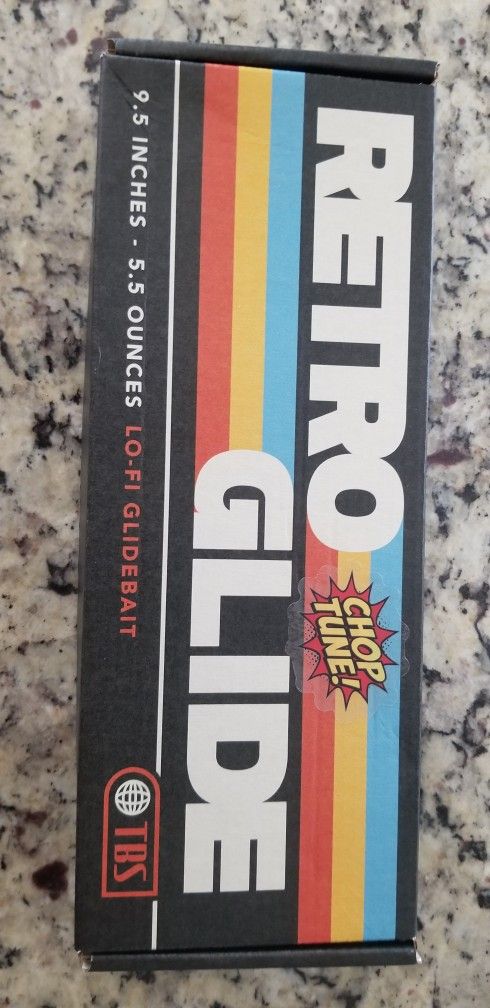 RETRO
GLIDE
CHOP
TUNE!
9.5 INCHES - 5.5 OUNCES LO-FI GLIDEBAIT
TBS